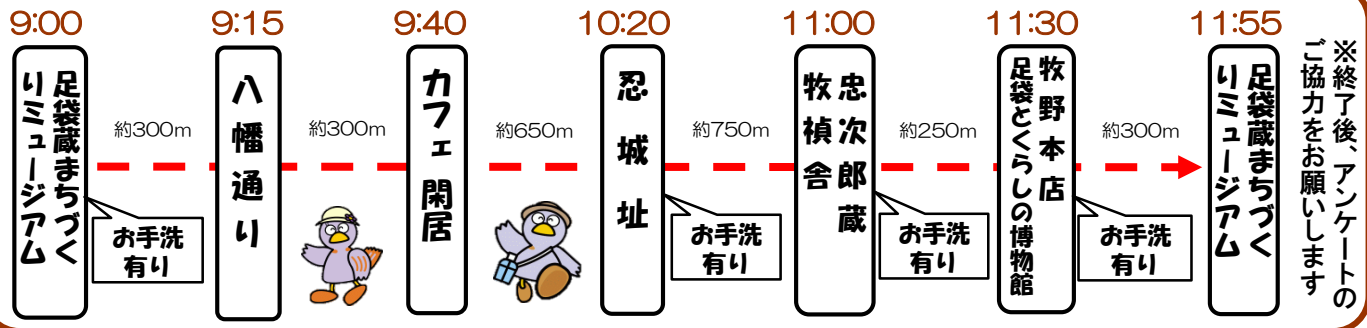 9:00
足袋蔵まちづく
りミュージアム
約300m
お手洗
有り
9:15
八幡通り
約300m
9:40
カフェ閑居
約650m
10:20
忍城址
約750m
お手洗
有り
11:00
忠次郎蔵
牧禎舎
約250m
お手洗
有り
11:30
牧野本店
足袋とくらしの博物館
約300m
お手洗
有り
11:55
足袋蔵まちづく
りミュージアム
※終了後、アンケートの
ご協力をお願いします